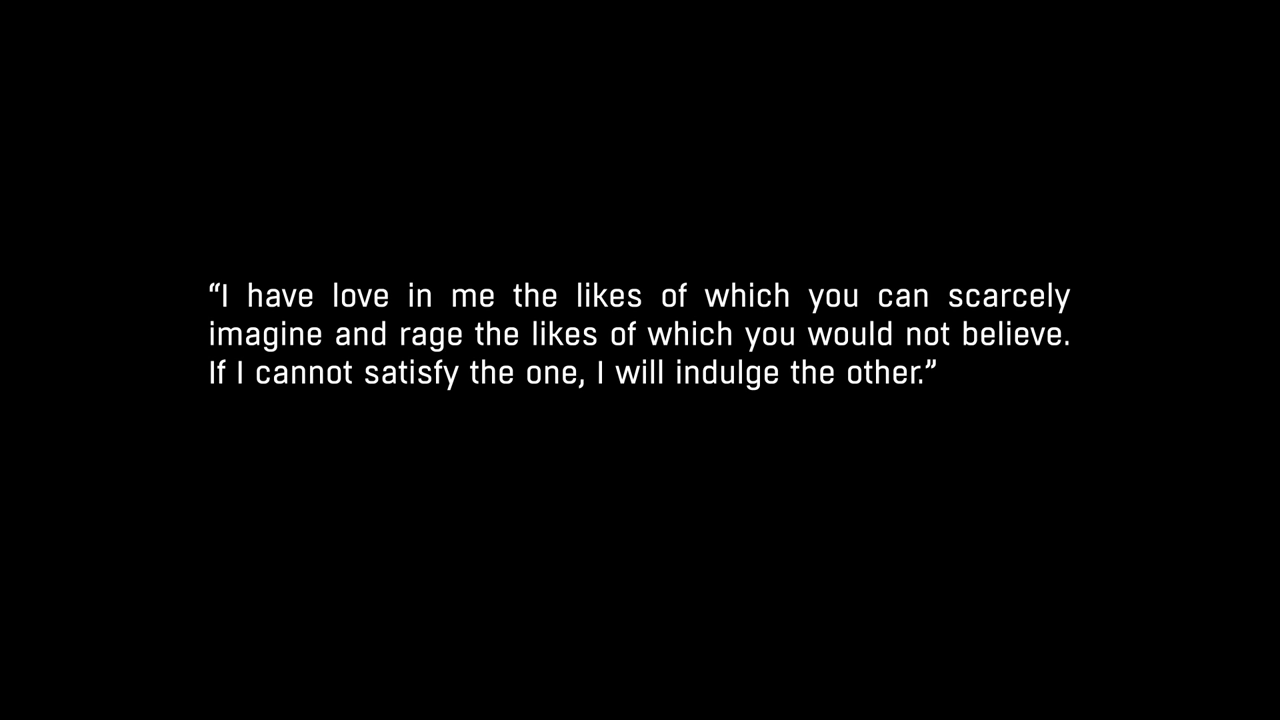 “I have love in me the likes of which you can scarcely
imagine and rage the likes of which you would not believe.
If I cannot satisfy the one, I will indulge the other.”